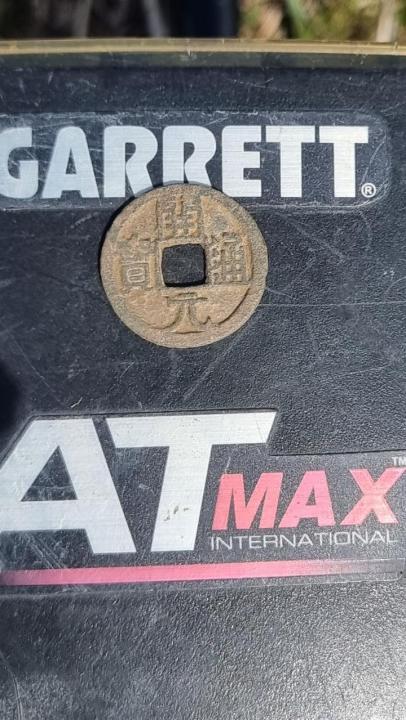 GARRETT®
開元通寶
AT MAX™
INTERNATIONAL